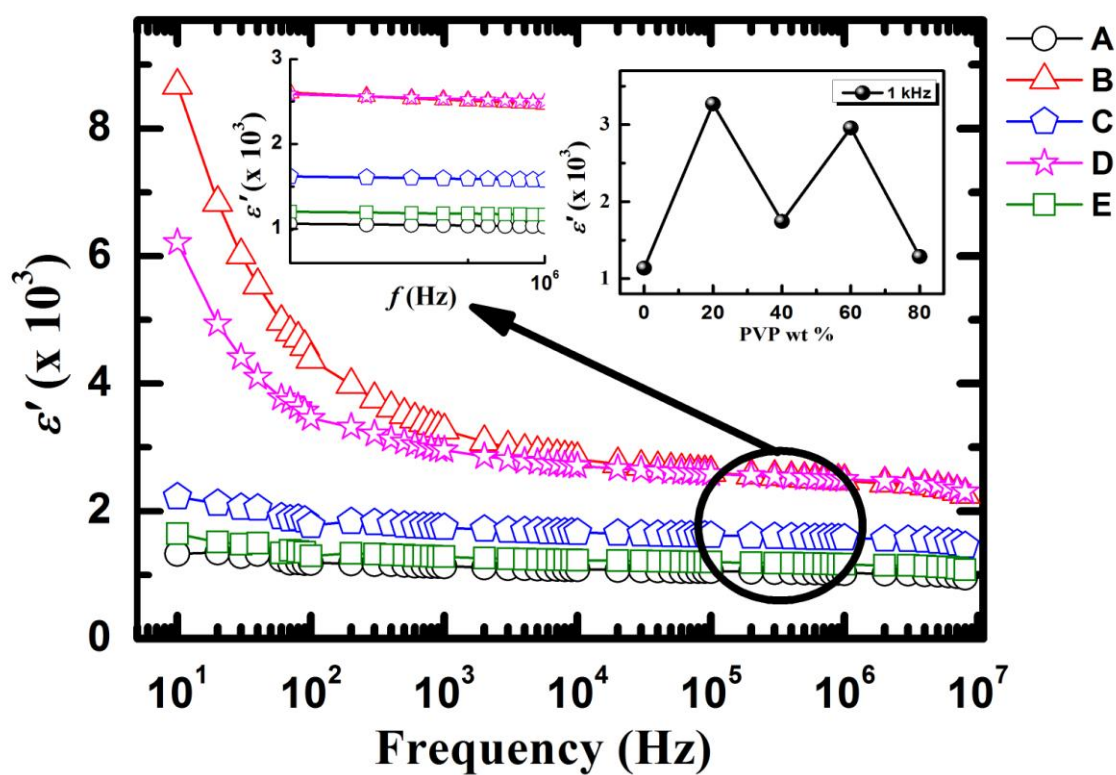 A
B
C
D
E
ε′ (x 10³)
8
6
4
2
0
10¹ 10² 10³ 10⁴ 10⁵ 10⁶ 10⁷
Frequency (Hz)
ε′ (x 10³)
3
2
1
10⁶
f (Hz)
ε′ (x 10³)
3
2
1
1 kHz
0 20 40 60 80
PVP wt %